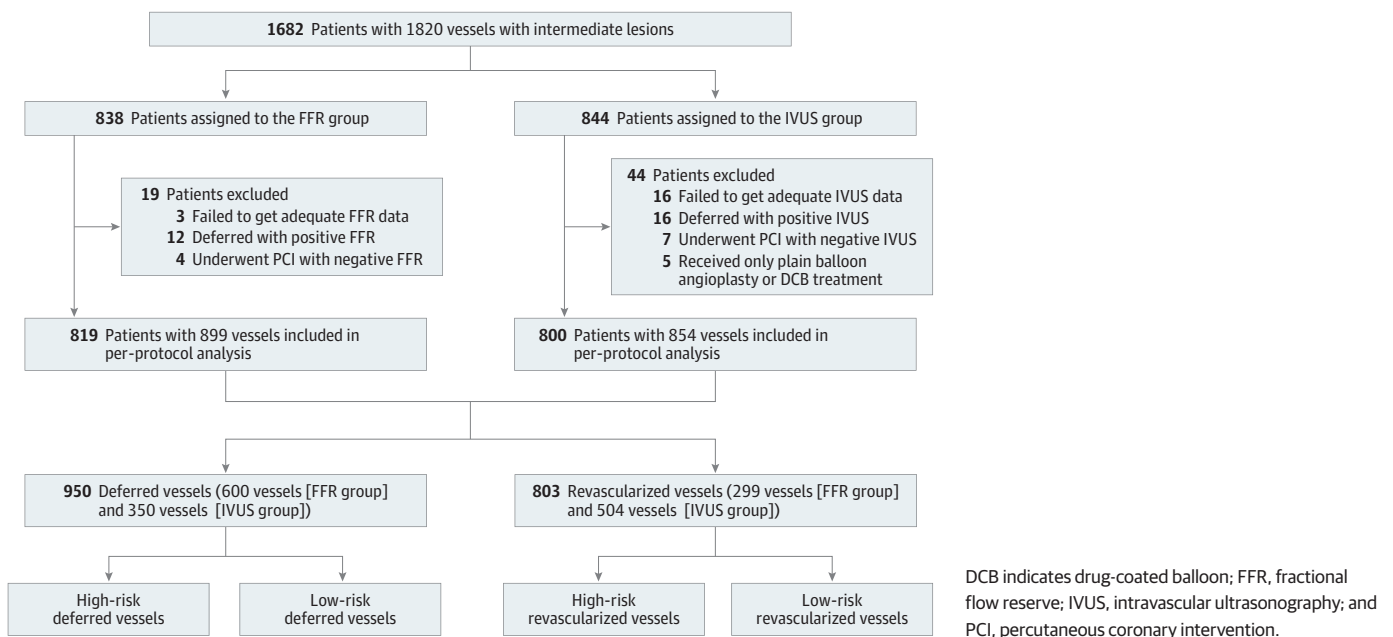 1682 Patients with 1820 vessels with intermediate lesions
838 Patients assigned to the FFR group
844 Patients assigned to the IVUS group
19 Patients excluded
3 Failed to get adequate FFR data
12 Deferred with positive FFR
4 Underwent PCI with negative FFR
44 Patients excluded
16 Failed to get adequate IVUS data
16 Deferred with positive IVUS
7 Underwent PCI with negative IVUS
5 Received only plain balloon
angioplasty or DCB treatment
819 Patients with 899 vessels included in
per-protocol analysis
800 Patients with 854 vessels included in
per-protocol analysis
950 Deferred vessels (600 vessels [FFR group]
and 350 vessels [IVUS group])
803 Revascularized vessels (299 vessels [FFR group]
and 504 vessels [IVUS group])
High-risk
deferred vessels
Low-risk
deferred vessels
High-risk
revascularized vessels
Low-risk
revascularized vessels
DCB indicates drug-coated balloon; FFR, fractional
flow reserve; IVUS, intravascular ultrasonography; and
PCI, percutaneous coronary intervention.